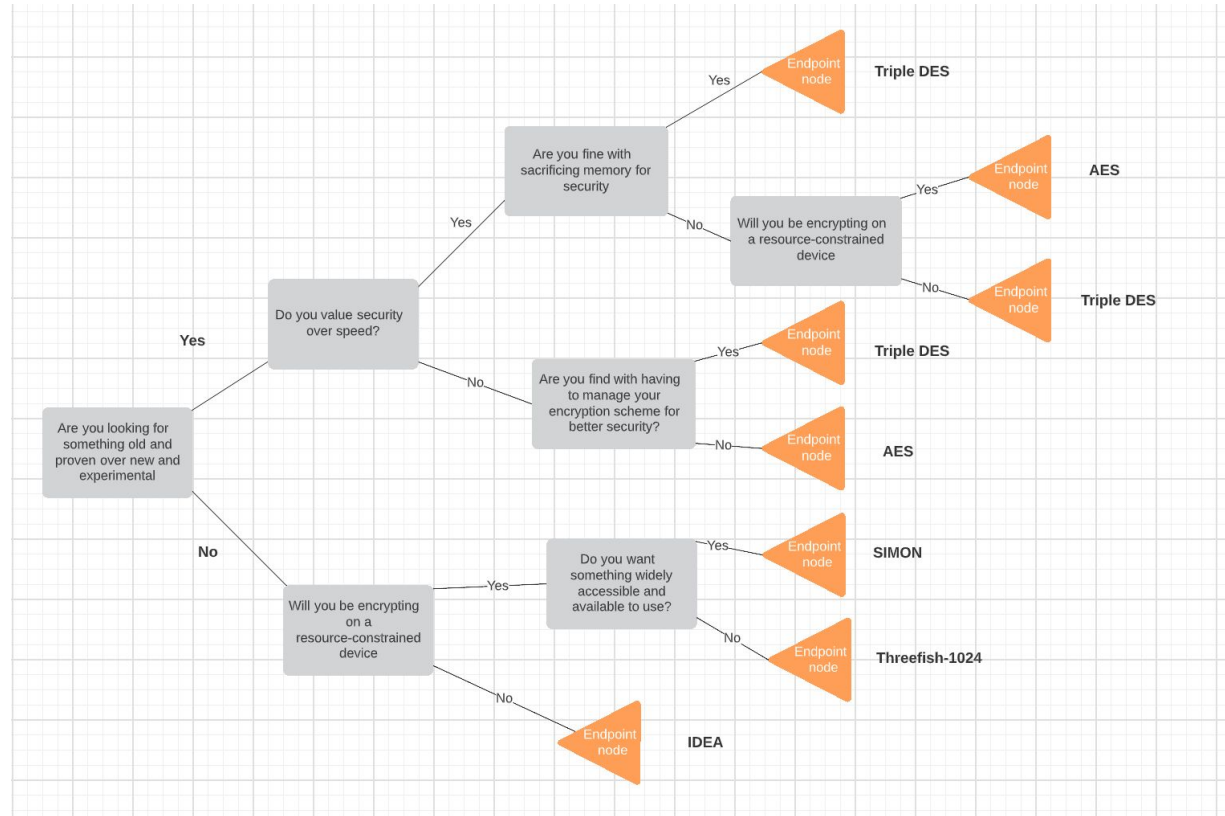 Endpoint
node
Triple DES
Yes
Are you fine with
sacrificing memory for
security
Endpoint
node
AES
Yes
Yes
No
Will you be encrypting on
a resource-constrained
device
No
Endpoint
node
Triple DES
Do you value security
over speed?
Yes
Yes
Endpoint
node
Triple DES
No
Are you find with having
to manage your
encryption scheme for
better security?
No
Endpoint
node
AES
Are you looking for
something old and
proven over new and
experimental
No
Yes
Do you want
something widely
accessible and
available to use?
Yes
Endpoint
node
SIMON
Will you be encrypting
on a
resource-constrained
device
No
Endpoint
node
Threefish-1024
No
Endpoint
node
IDEA